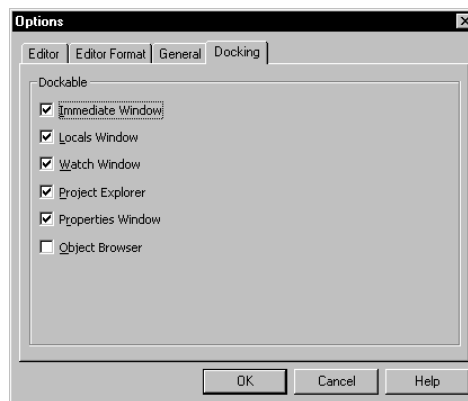 Options
Editor Editor Format General Docking
Dockable
Immediate Window
Locals Window
Watch Window
Project Explorer
Properties Window
Object Browser
OK Cancel Help